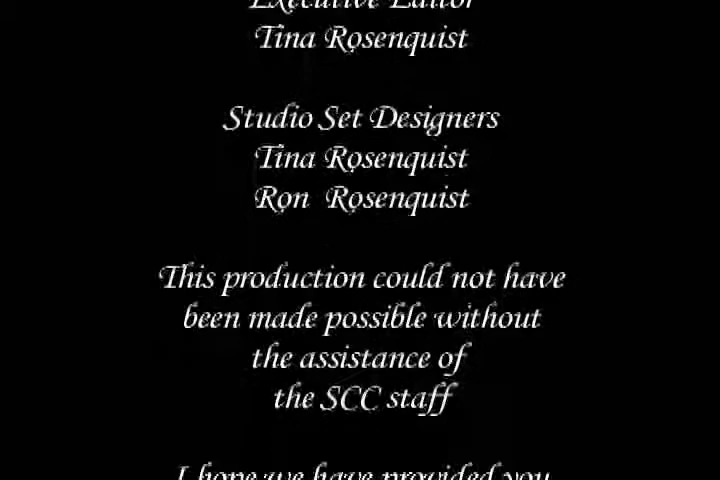 Executive Editor
Tina Rosenquist
Studio Set Designers
Tina Rosenquist
Ron Rosenquist
This production could not have
been made possible without
the assistance of
the SCC staff
I hope we have provided you